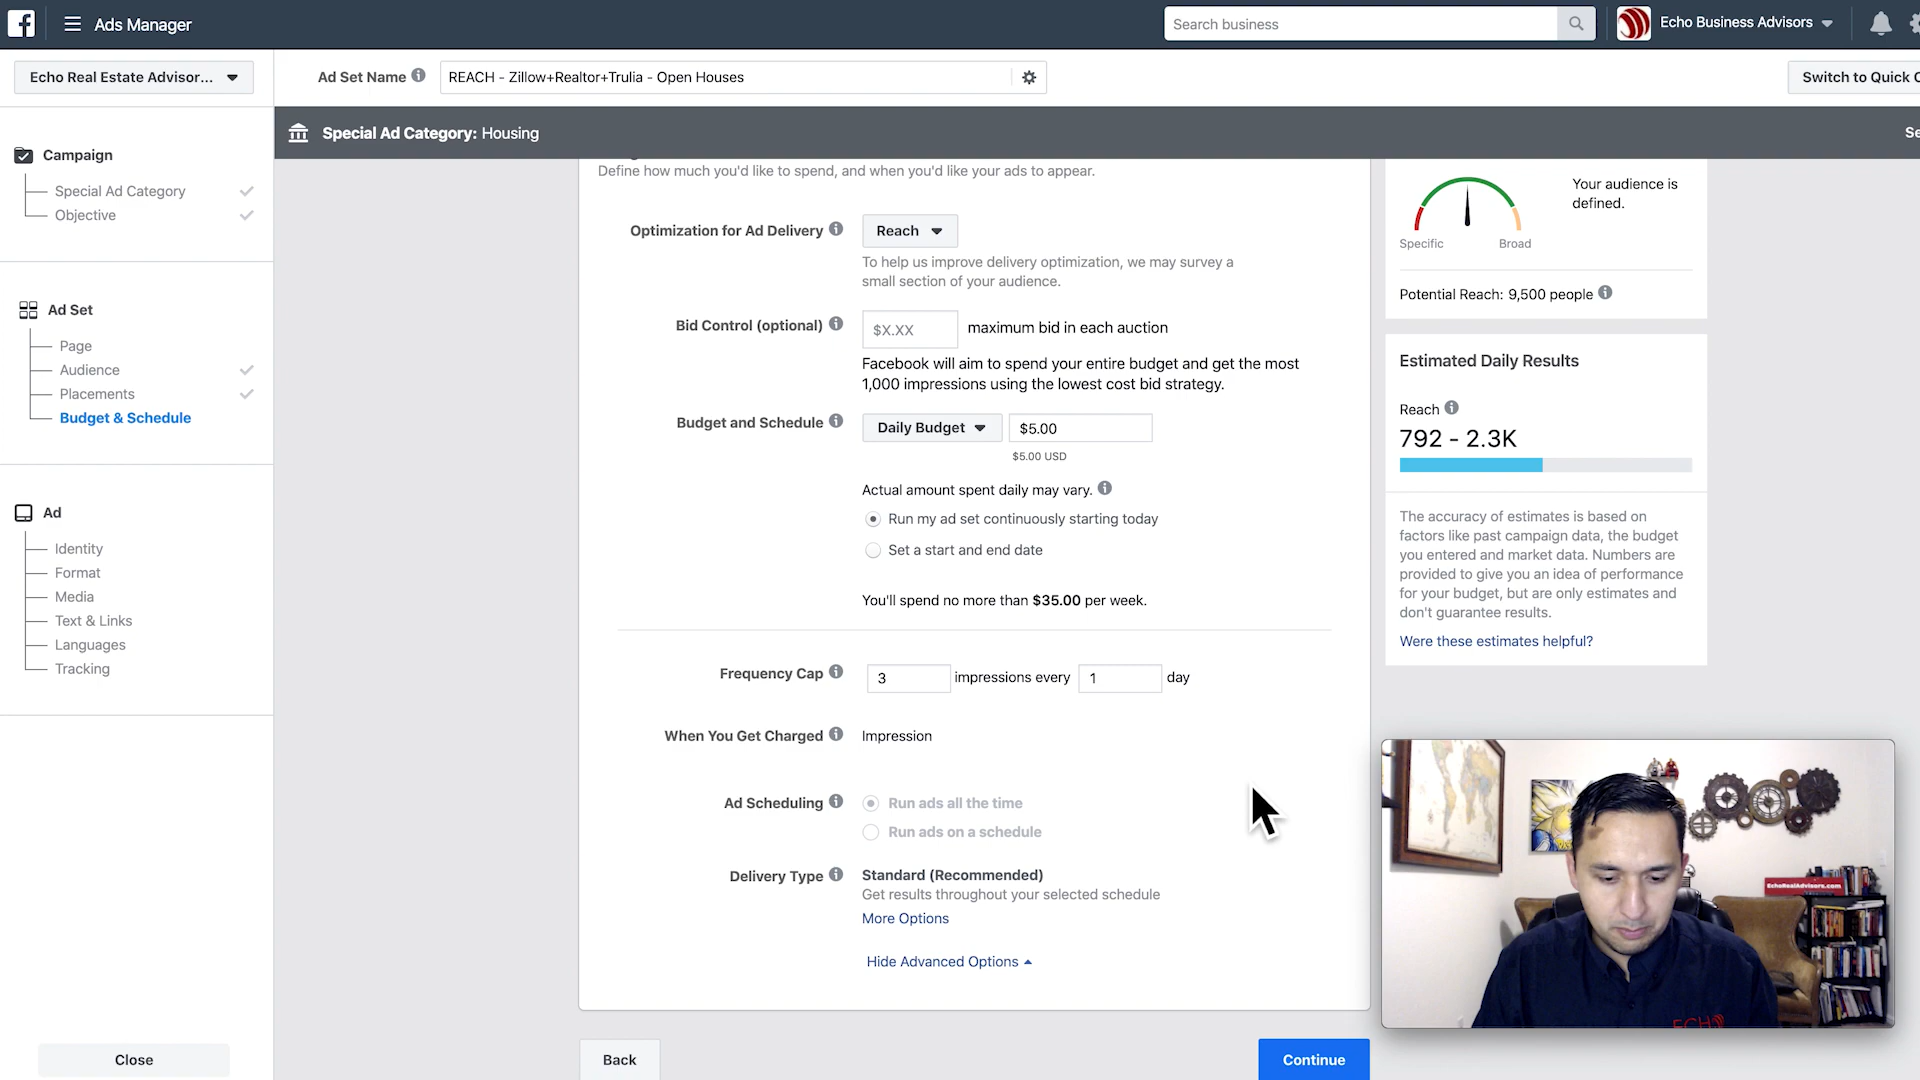 Ads Manager
Search business
Echo Business Advisors
Echo Real Estate Advisor...
Ad Set Name
REACH - Zillow+Realtor+Trulia - Open Houses
Switch to Quick C
Special Ad Category: Housing
Se
Campaign
Special Ad Category
Objective
Ad Set
Page
Audience
Placements
Budget & Schedule
Ad
Identity
Format
Media
Text & Links
Languages
Tracking
Close
Define how much you'd like to spend, and when you'd like your ads to appear.
Optimization for Ad Delivery
Reach
To help us improve delivery optimization, we may survey a
small section of your audience.
Bid Control (optional)
$X.XX
maximum bid in each auction
Facebook will aim to spend your entire budget and get the most
1,000 impressions using the lowest cost bid strategy.
Budget and Schedule
Daily Budget
$5.00
$5.00 USD
Actual amount spent daily may vary.
Run my ad set continuously starting today
Set a start and end date
You'll spend no more than $35.00 per week.
Frequency Cap
3 impressions every 1 day
When You Get Charged
Impression
Ad Scheduling
Run ads all the time
Run ads on a schedule
Delivery Type
Standard (Recommended)
Get results throughout your selected schedule
More Options
Hide Advanced Options
Back
Continue
Your audience is
defined.
Specific
Broad
Potential Reach: 9,500 people
Estimated Daily Results
Reach
792 - 2.3K
The accuracy of estimates is based on
factors like past campaign data, the budget
you entered and market data. Numbers are
provided to give you an idea of performance
for your budget, but are only estimates and
don't guarantee results.
Were these estimates helpful?
EchoRealAdvisors.com
ECHO